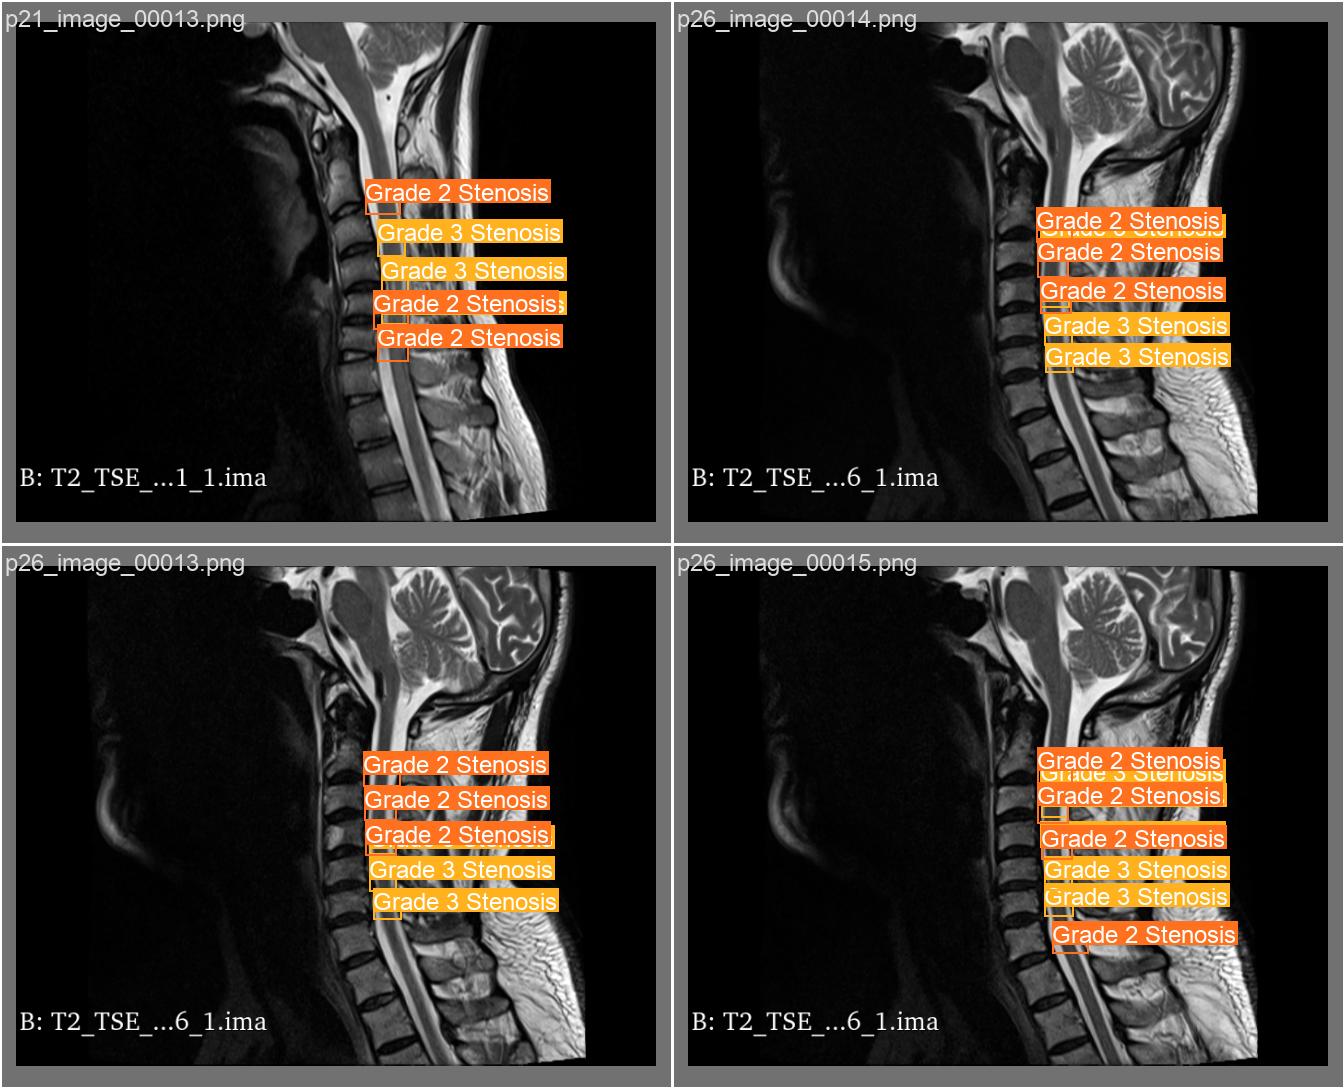 p21_image_00013.png
Grade 2 Stenosis
Grade 3 Stenosis
Grade 3 Stenosis
Grade 2 Stenosis
Grade 2 Stenosis
B: T2_TSE_...1_1.ima
p26_image_00014.png
Grade 2 Stenosis
Grade 2 Stenosis
Grade 2 Stenosis
Grade 3 Stenosis
Grade 3 Stenosis
B: T2_TSE_...6_1.ima
p26_image_00013.png
Grade 2 Stenosis
Grade 2 Stenosis
Grade 2 Stenosis
Grade 3 Stenosis
Grade 3 Stenosis
B: T2_TSE_...6_1.ima
p26_image_00015.png
Grade 2 Stenosis
Grade 3 Stenosis
Grade 2 Stenosis
Grade 2 Stenosis
Grade 3 Stenosis
Grade 3 Stenosis
Grade 2 Stenosis
B: T2_TSE_...6_1.ima